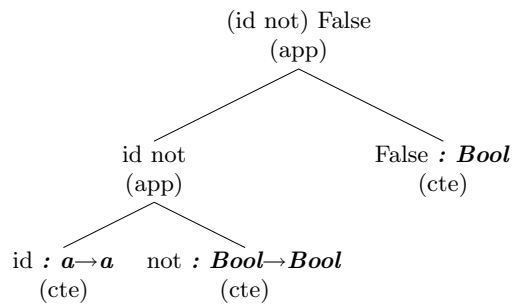 (id not) False
(app)
id not
(app)
False : Bool
(cte)
id : a→a
(cte)
not : Bool→Bool
(cte)